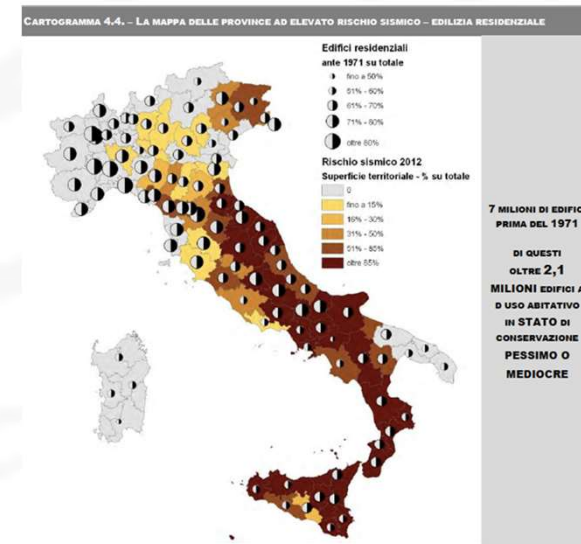 CARTOGRAMMA 4.4. – LA MAPPA DELLE PROVINCE AD ELEVATO RISCHIO SISMICO – EDILIZIA RESIDENZIALE
Edifici residenziali
ante 1971 su totale
fino a 50%
51% - 60%
61% - 70%
71% - 80%
oltre 80%
Rischio sismico 2012
Superficie territoriale - % su totale
0
fino a 15%
16% - 30%
31% - 50%
51% - 85%
oltre 85%
7 MILIONI DI EDIFIC
PRIMA DEL 1971
DI QUESTI
OLTRE 2,1
MILIONI EDIFICI A
D USO ABITATIVO
IN STATO DI
CONSERVAZIONE
PESSIMO O
MEDIOCRE